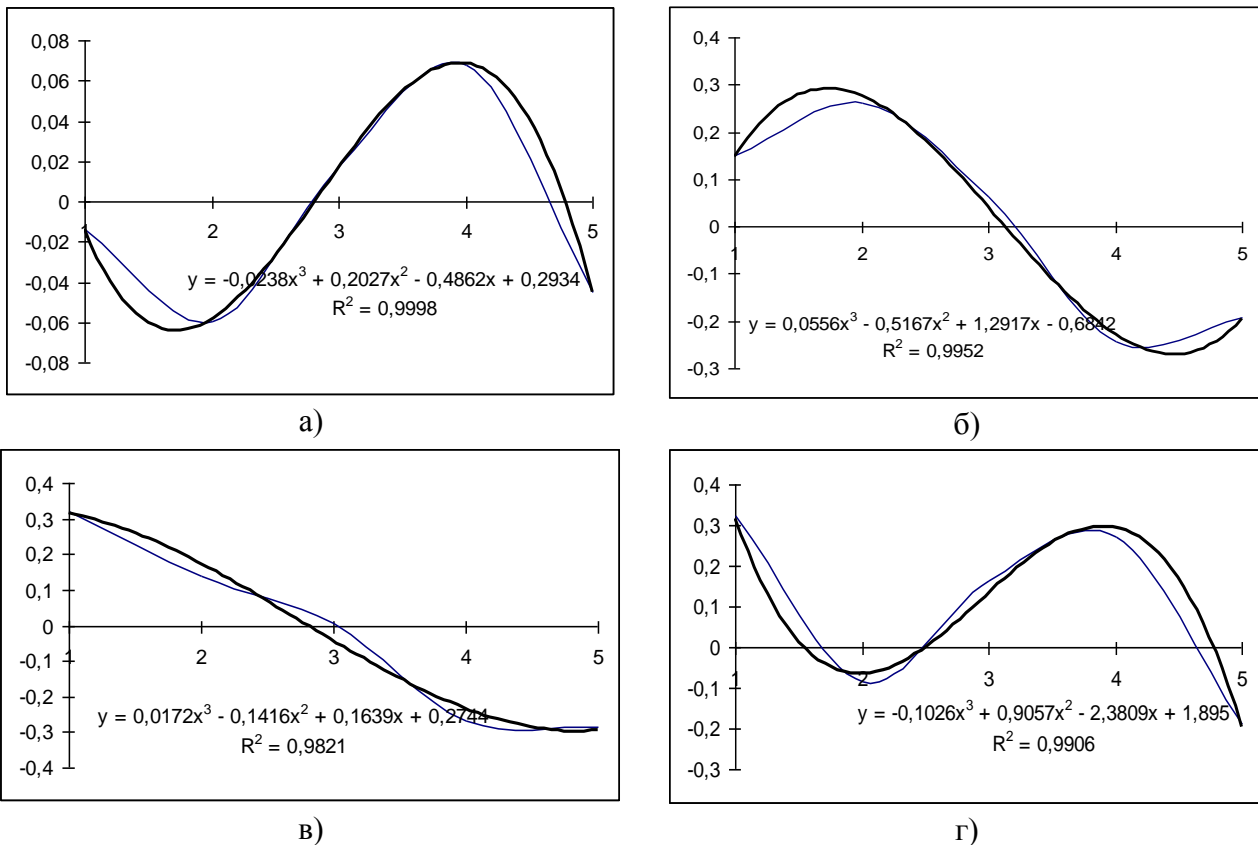 0,08
0,06
0,04
0,02
0
-0,02
-0,04
-0,06
-0,08
1 2 3 4 5
y = -0,0238x³ + 0,2027x² - 0,4862x + 0,2934
R² = 0,9998
а)
0,4
0,3
0,2
0,1
0
-0,1
-0,2
-0,3
1 2 3 4 5
y = 0,0556x³ - 0,5167x² + 1,2917x - 0,6842
R² = 0,9952
б)
0,4
0,3
0,2
0,1
0
-0,1
-0,2
-0,3
-0,4
1 2 3 4 5
y = 0,0172x³ - 0,1416x² + 0,1639x + 0,2744
R² = 0,9821
в)
0,4
0,3
0,2
0,1
0
-0,1
-0,2
-0,3
1 2 3 4 5
y = -0,1026x³ + 0,9057x² - 2,3809x + 1,895
R² = 0,9906
г)